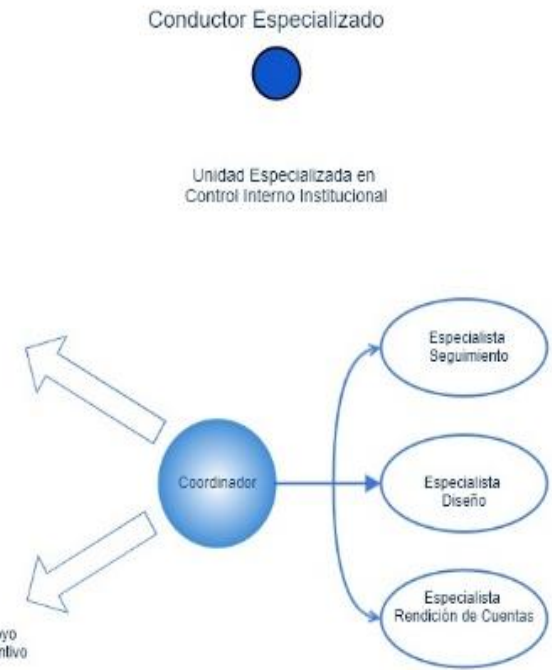 Conductor Especializado
Unidad Especializada en
Control Interno Institucional
Especialista
Seguimiento
Coordinador
Especialista
Diseño
Especialista
Rendición de Cuentas